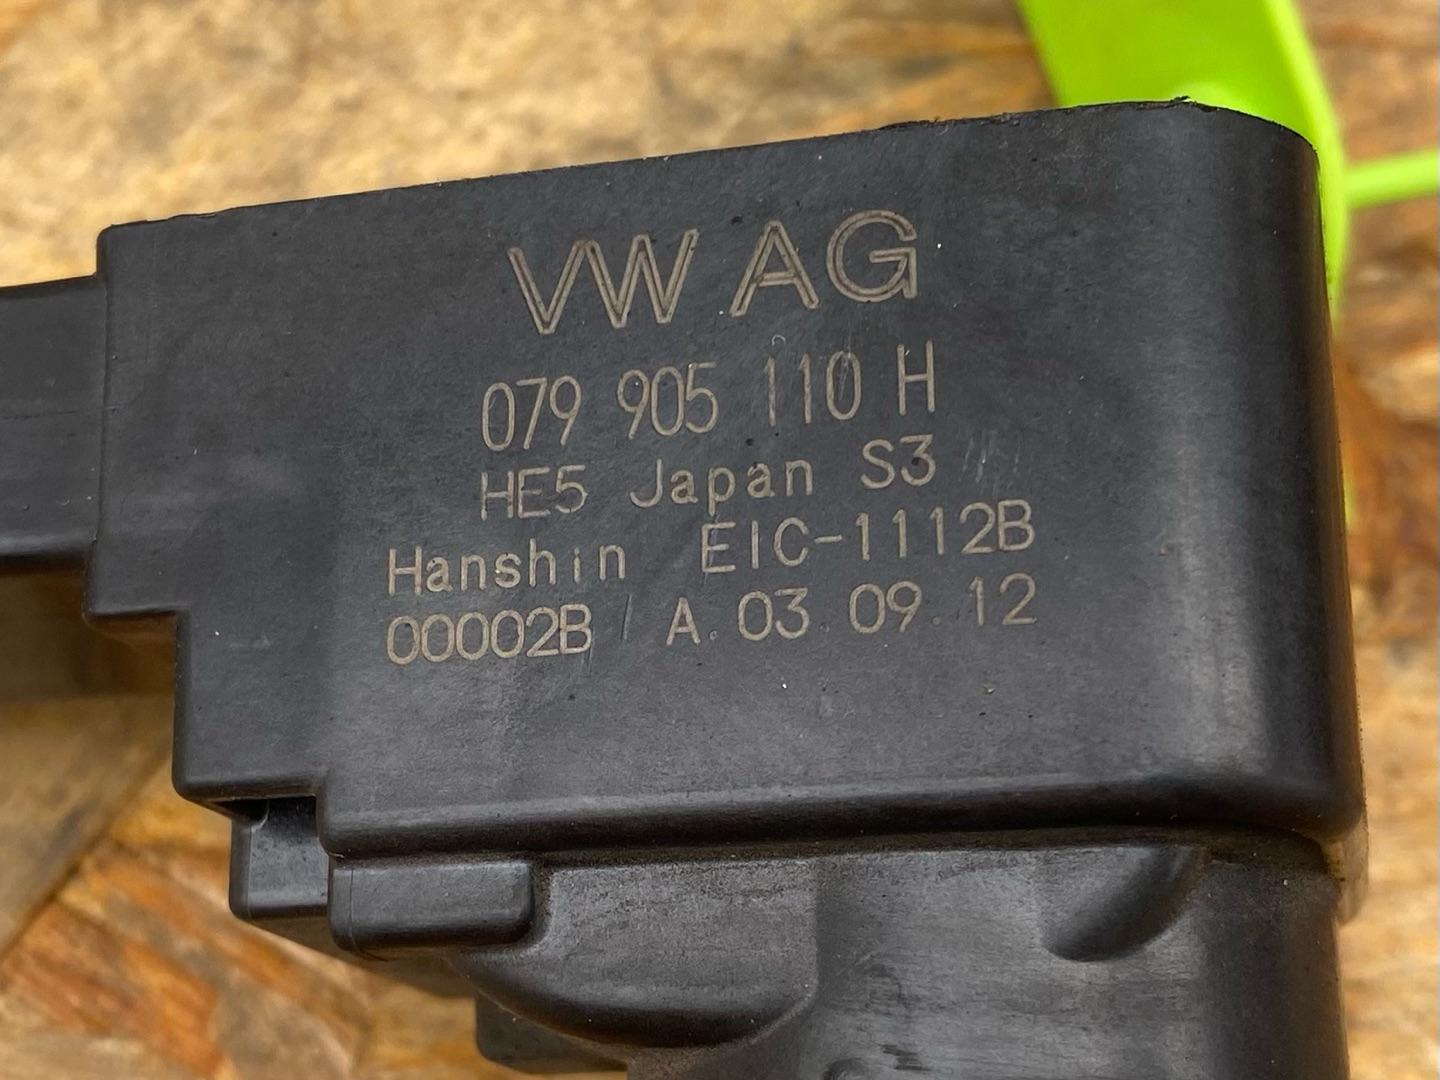 VW AG
079 905 110 H
HE5 Japan S3
Hanshin EIC-1112B
00002B A 03 09 12